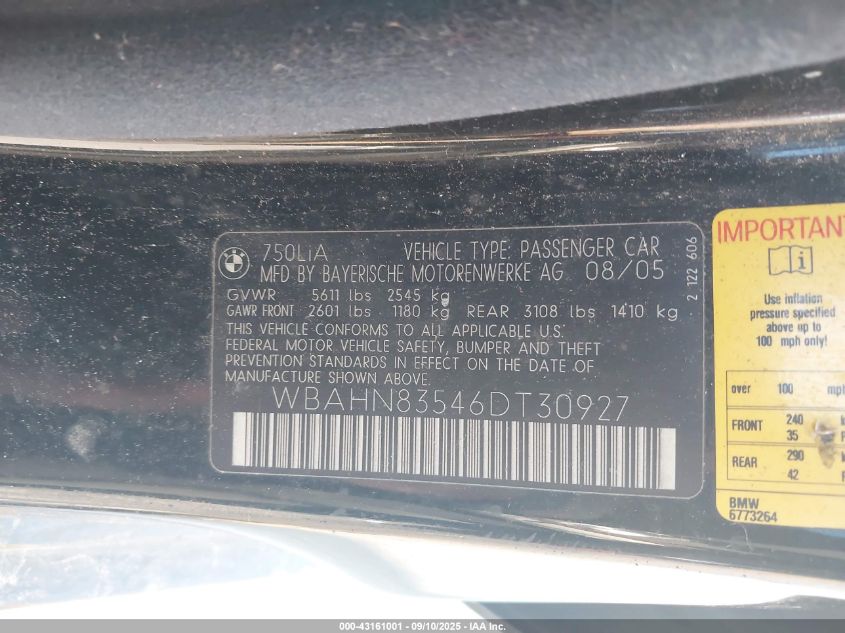 750LiA VEHICLE TYPE: PASSENGER CAR
MFD BY BAYERISCHE MOTORENWERKE AG 08/05
GVWR 5611 lbs 2545 kg
GAWR FRONT 2601 lbs 1180 kg REAR 3108 lbs 1410 kg
THIS VEHICLE CONFORMS TO ALL APPLICABLE U.S.
FEDERAL MOTOR VEHICLE SAFETY, BUMPER AND THEFT
PREVENTION STANDARDS IN EFFECT ON THE DATE OF
MANUFACTURE SHOWN ABOVE.
WBAHN83546DT30927
2 122 606
IMPORTANT
Use inflation
pressure specified
above up to
100 mph only!
over 100 mph
FRONT 240
35
REAR 290
42
BMW
6773264
000-43161001 - 09/10/2025 - IAA Inc.